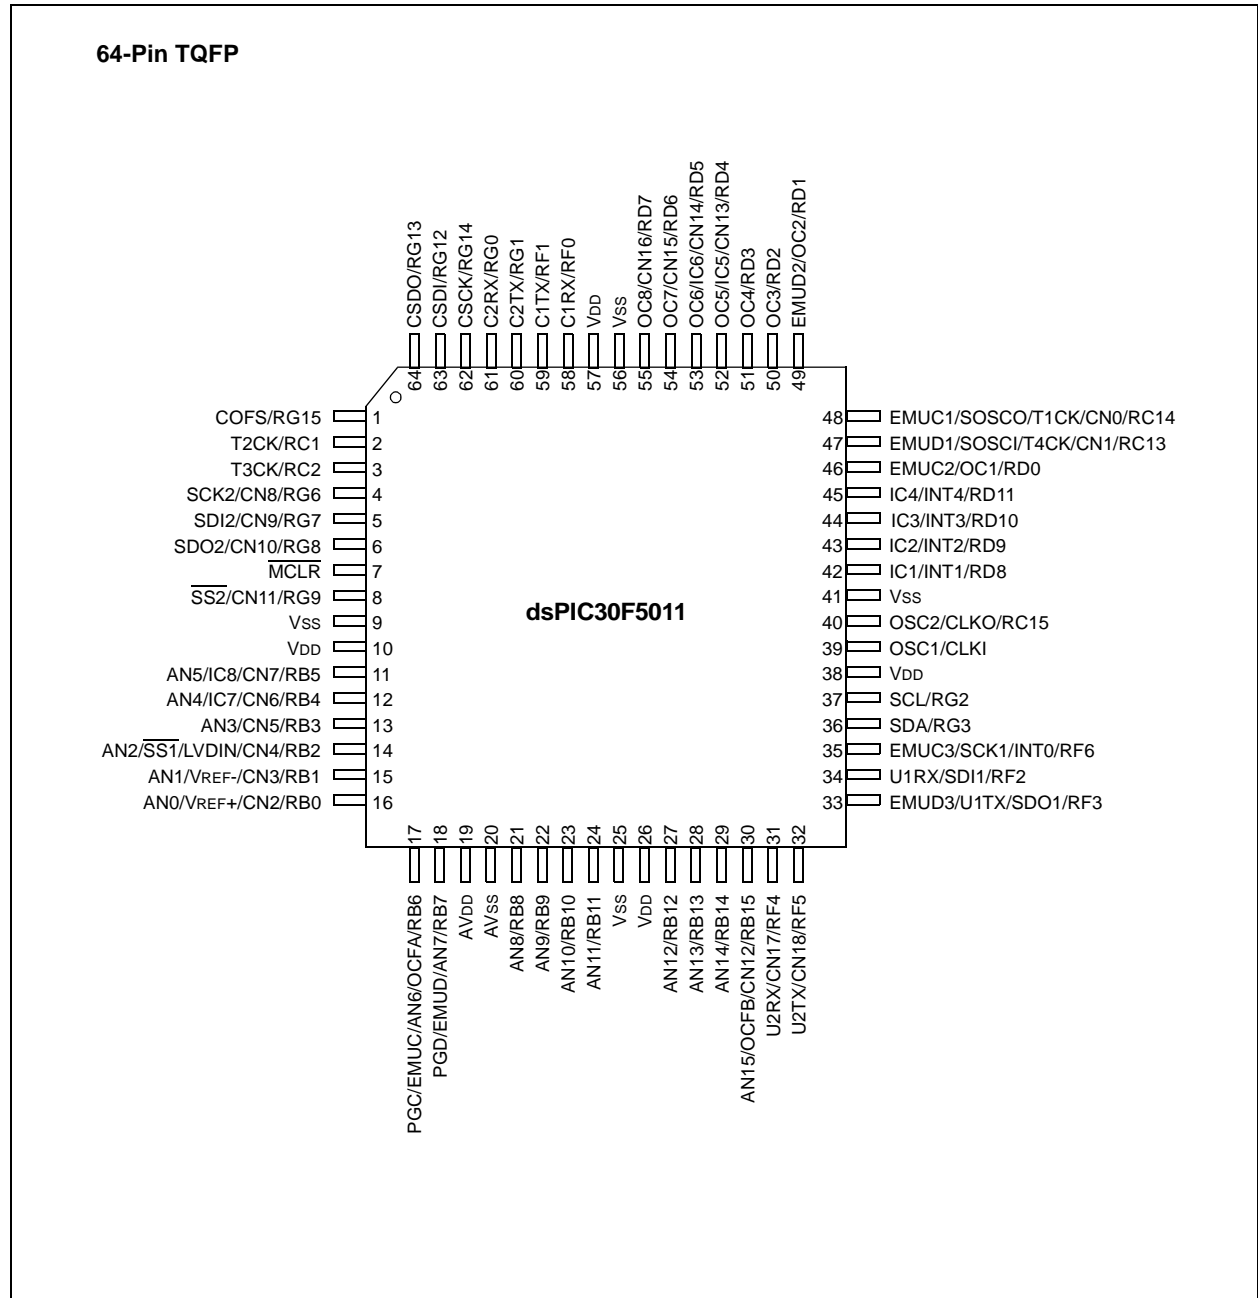 64-Pin TQFP
CSDO/RG13
CSDI/RG12
CSCK/RG14
C2RX/RG0
C2TX/RG1
C1TX/RF1
C1RX/RF0
VDD
VSS
OC8/CN16/RD7
OC7/CN15/RD6
OC6/IC6/CN14/RD5
OC5/IC5/CN13/RD4
OC4/RD3
OC3/RD2
EMUD2/OC2/RD1
64
63
62
61
60
59
58
57
56
55
54
53
52
51
50
49
COFS/RG15 1
T2CK/RC1 2
T3CK/RC2 3
SCK2/CN8/RG6 4
SDI2/CN9/RG7 5
SDO2/CN10/RG8 6
MCLR 7
SS2/CN11/RG9 8
VSS 9
VDD 10
AN5/IC8/CN7/RB5 11
AN4/IC7/CN6/RB4 12
AN3/CN5/RB3 13
AN2/SS1/LVDIN/CN4/RB2 14
AN1/VREF-/CN3/RB1 15
AN0/VREF+/CN2/RB0 16
dsPIC30F5011
48 EMUC1/SOSCO/T1CK/CN0/RC14
47 EMUD1/SOSCI/T4CK/CN1/RC13
46 EMUC2/OC1/RD0
45 IC4/INT4/RD11
44 IC3/INT3/RD10
43 IC2/INT2/RD9
42 IC1/INT1/RD8
41 VSS
40 OSC2/CLKO/RC15
39 OSC1/CLKI
38 VDD
37 SCL/RG2
36 SDA/RG3
35 EMUC3/SCK1/INT0/RF6
34 U1RX/SDI1/RF2
33 EMUD3/U1TX/SDO1/RF3
17
18
19
20
21
22
23
24
25
26
27
28
29
30
31
32
PGC/EMUC/AN6/OCFA/RB6
PGD/EMUD/AN7/RB7
AVDD
AVSS
AN8/RB8
AN9/RB9
AN10/RB10
AN11/RB11
VSS
VDD
AN12/RB12
AN13/RB13
AN14/RB14
AN15/OCFB/CN12/RB15
U2RX/CN17/RF4
U2TX/CN18/RF5